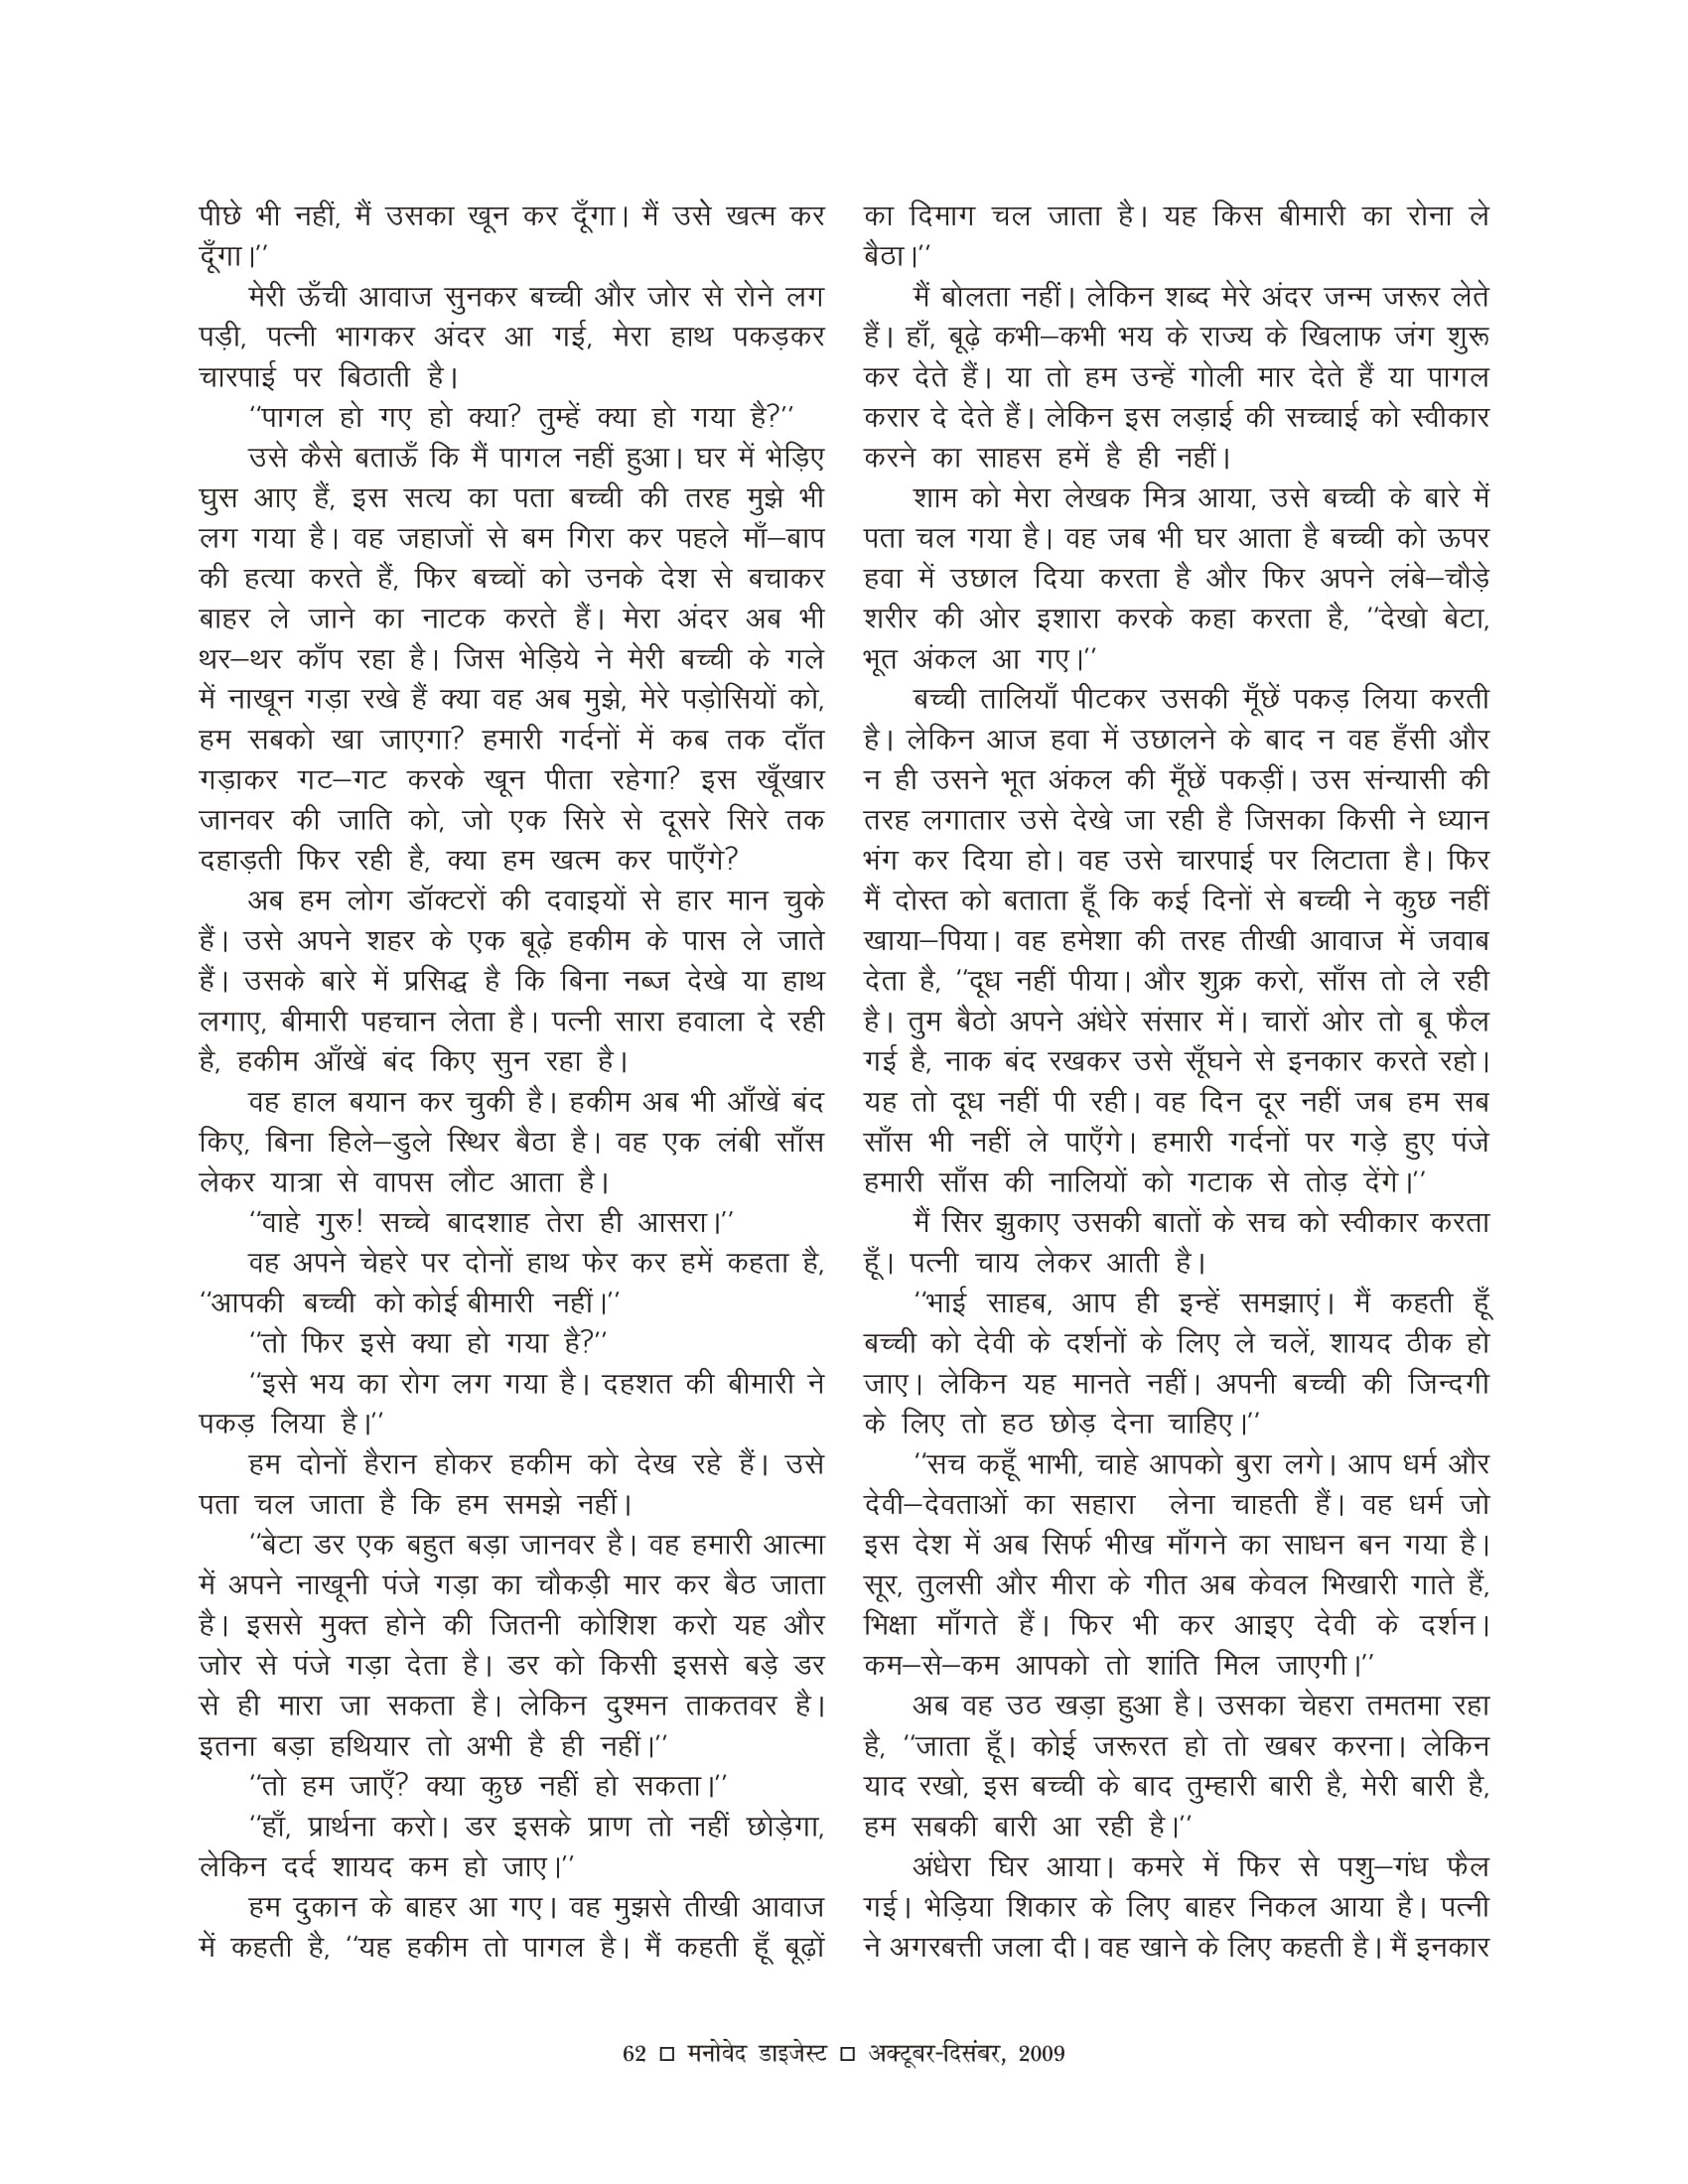 पीछे भी नहीं, मैं उसका खून कर दूँगा। मैं उसे खत्म कर
दूँगा।''
मेरी ऊँची आवाज सुनकर बच्ची और जोर से रोने लग
पड़ी, पत्नी भागकर अंदर आ गई, मेरा हाथ पकड़कर
चारपाई पर बिठाती है।
''पागल हो गए हो क्या? तुम्हें क्या हो गया है?''
उसे कैसे बताऊँ कि मैं पागल नहीं हुआ। घर में भेड़िए
घुस आए हैं, इस सत्य का पता बच्ची की तरह मुझे भी
लग गया है। वह जहाजों से बम गिरा कर पहले माँ–बाप
की हत्या करते हैं, फिर बच्चों को उनके देश से बचाकर
बाहर ले जाने का नाटक करते हैं। मेरा अंदर अब भी
थर–थर काँप रहा है। जिस भेड़िये ने मेरी बच्ची के गले
में नाखून गड़ा रखे हैं क्या वह अब मुझे, मेरे पड़ोसियों को,
हम सबको खा जाएगा? हमारी गर्दनों में कब तक दाँत
गड़ाकर गट–गट करके खून पीता रहेगा? इस खूँखार
जानवर की जाति को, जो एक सिरे से दूसरे सिरे तक
दहाड़ती फिर रही है, क्या हम खत्म कर पाएँगे?
अब हम लोग डॉक्टरों की दवाइयों से हार मान चुके
हैं। उसे अपने शहर के एक बूढ़े हकीम के पास ले जाते
हैं। उसके बारे में प्रसिद्ध है कि बिना नब्ज देखे या हाथ
लगाए, बीमारी पहचान लेता है। पत्नी सारा हवाला दे रही
है, हकीम आँखें बंद किए सुन रहा है।
वह हाल बयान कर चुकी है। हकीम अब भी आँखें बंद
किए, बिना हिले–डुले स्थिर बैठा है। वह एक लंबी साँस
लेकर यात्रा से वापस लौट आता है।
''वाहे गुरु! सच्चे बादशाह तेरा ही आसरा।''
वह अपने चेहरे पर दोनों हाथ फेर कर हमें कहता है,
''आपकी बच्ची को कोई बीमारी नहीं।''
''तो फिर इसे क्या हो गया है?''
''इसे भय का रोग लग गया है। दहशत की बीमारी ने
पकड़ लिया है।''
हम दोनों हैरान होकर हकीम को देख रहे हैं। उसे
पता चल जाता है कि हम समझे नहीं।
''बेटा डर एक बहुत बड़ा जानवर है। वह हमारी आत्मा
में अपने नाखूनी पंजे गड़ा का चौकड़ी मार कर बैठ जाता
है। इससे मुक्त होने की जितनी कोशिश करो यह और
जोर से पंजे गड़ा देता है। डर को किसी इससे बड़े डर
से ही मारा जा सकता है। लेकिन दुश्मन ताकतवर है।
इतना बड़ा हथियार तो अभी है ही नहीं।''
''तो हम जाएँ? क्या कुछ नहीं हो सकता।''
''हाँ, प्रार्थना करो। डर इसके प्राण तो नहीं छोड़ेगा,
लेकिन दर्द शायद कम हो जाए।''
हम दुकान के बाहर आ गए। वह मुझसे तीखी आवाज
में कहती है, ''यह हकीम तो पागल है। मैं कहती हूँ बूढ़ों
का दिमाग चल जाता है। यह किस बीमारी का रोना ले
बैठा।''
मैं बोलता नहीं। लेकिन शब्द मेरे अंदर जन्म जरूर लेते
हैं। हाँ, बूढ़े कभी–कभी भय के राज्य के खिलाफ जंग शुरू
कर देते हैं। या तो हम उन्हें गोली मार देते हैं या पागल
करार दे देते हैं। लेकिन इस लड़ाई की सच्चाई को स्वीकार
करने का साहस हमें है ही नहीं।
शाम को मेरा लेखक मित्र आया, उसे बच्ची के बारे में
पता चल गया है। वह जब भी घर आता है बच्ची को ऊपर
हवा में उछाल दिया करता है और फिर अपने लंबे–चौड़े
शरीर की ओर इशारा करके कहा करता है, ''देखो बेटा,
भूत अंकल आ गए।''
बच्ची तालियाँ पीटकर उसकी मूँछें पकड़ लिया करती
है। लेकिन आज हवा में उछालने के बाद न वह हँसी और
न ही उसने भूत अंकल की मूँछें पकड़ीं। उस संन्यासी की
तरह लगातार उसे देखे जा रही है जिसका किसी ने ध्यान
भंग कर दिया हो। वह उसे चारपाई पर लिटाता है। फिर
मैं दोस्त को बताता हूँ कि कई दिनों से बच्ची ने कुछ नहीं
खाया–पिया। वह हमेशा की तरह तीखी आवाज में जवाब
देता है, ''दूध नहीं पीया। और शुक्र करो, साँस तो ले रही
है। तुम बैठो अपने अंधेरे संसार में। चारों ओर तो बू फैल
गई है, नाक बंद रखकर उसे सूँघने से इनकार करते रहो।
यह तो दूध नहीं पी रही। वह दिन दूर नहीं जब हम सब
साँस भी नहीं ले पाएँगे। हमारी गर्दनों पर गड़े हुए पंजे
हमारी साँस की नालियों को गटाक से तोड़ देंगे।''
मैं सिर झुकाए उसकी बातों के सच को स्वीकार करता
हूँ। पत्नी चाय लेकर आती है।
''भाई साहब, आप ही इन्हें समझाएं। मैं कहती हूँ
बच्ची को देवी के दर्शनों के लिए ले चलें, शायद ठीक हो
जाए। लेकिन यह मानते नहीं। अपनी बच्ची की जिन्दगी
के लिए तो हठ छोड़ देना चाहिए।''
''सच कहूँ भाभी, चाहे आपको बुरा लगे। आप धर्म और
देवी–देवताओं का सहारा लेना चाहती हैं। वह धर्म जो
इस देश में अब सिर्फ भीख माँगने का साधन बन गया है।
सूर, तुलसी और मीरा के गीत अब केवल भिखारी गाते हैं,
भिक्षा माँगते हैं। फिर भी कर आइए देवी के दर्शन।
कम–से–कम आपको तो शांति मिल जाएगी।''
अब वह उठ खड़ा हुआ है। उसका चेहरा तमतमा रहा
है, ''जाता हूँ। कोई जरूरत हो तो खबर करना। लेकिन
याद रखो, इस बच्ची के बाद तुम्हारी बारी है, मेरी बारी है,
हम सबकी बारी आ रही है।''
अंधेरा घिर आया। कमरे में फिर से पशु–गंध फैल
गई। भेड़िया शिकार के लिए बाहर निकल आया है। पत्नी
ने अगरबत्ती जला दी। वह खाने के लिए कहती है। मैं इनकार
62 □ मनोवेद डाइजेस्ट □ अक्टूबर-दिसंबर, 2009